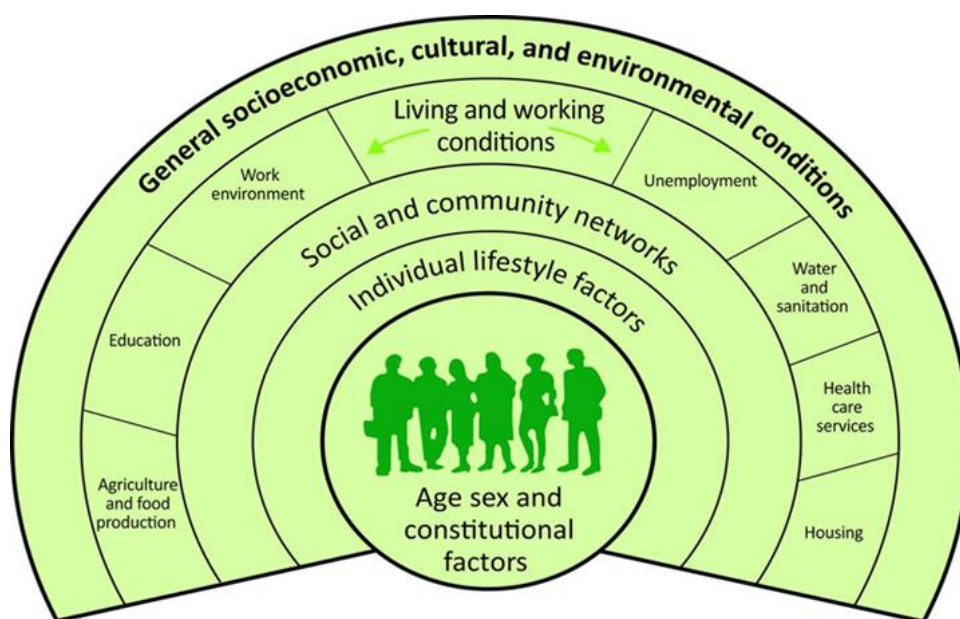 General socioeconomic, cultural, and environmental conditions
Living and working
conditions
Work
environment
Unemployment
Social and community networks
Individual lifestyle factors
Education
Water
and
sanitation
Agriculture
and food
production
Health
care
services
Housing
Age sex and
constitutional
factors